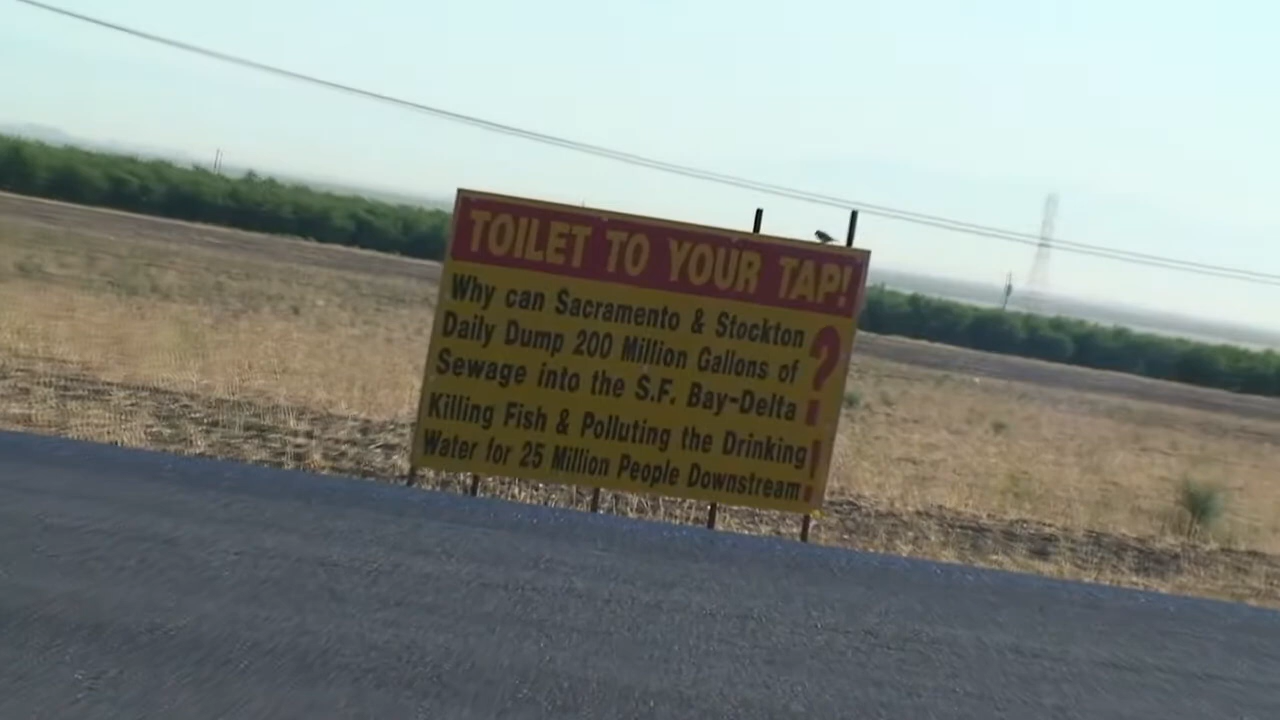 TOILET TO YOUR TAP!
Why can Sacramento & Stockton
Daily Dump 200 Million Gallons of
Sewage into the S.F. Bay-Delta ?
Killing Fish & Polluting the Drinking
Water for 25 Million People Downstream !